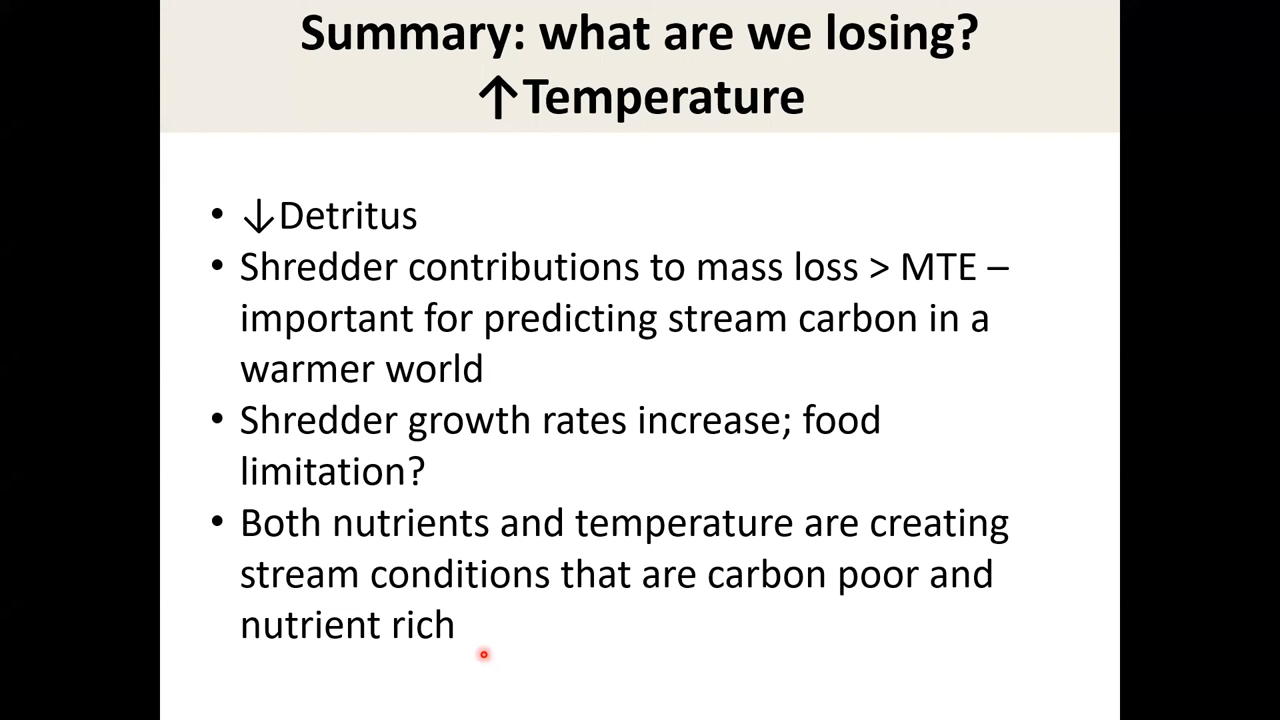 Summary: what are we losing?
↑Temperature
• ↓Detritus
• Shredder contributions to mass loss > MTE –
important for predicting stream carbon in a
warmer world
• Shredder growth rates increase; food
limitation?
• Both nutrients and temperature are creating
stream conditions that are carbon poor and
nutrient rich